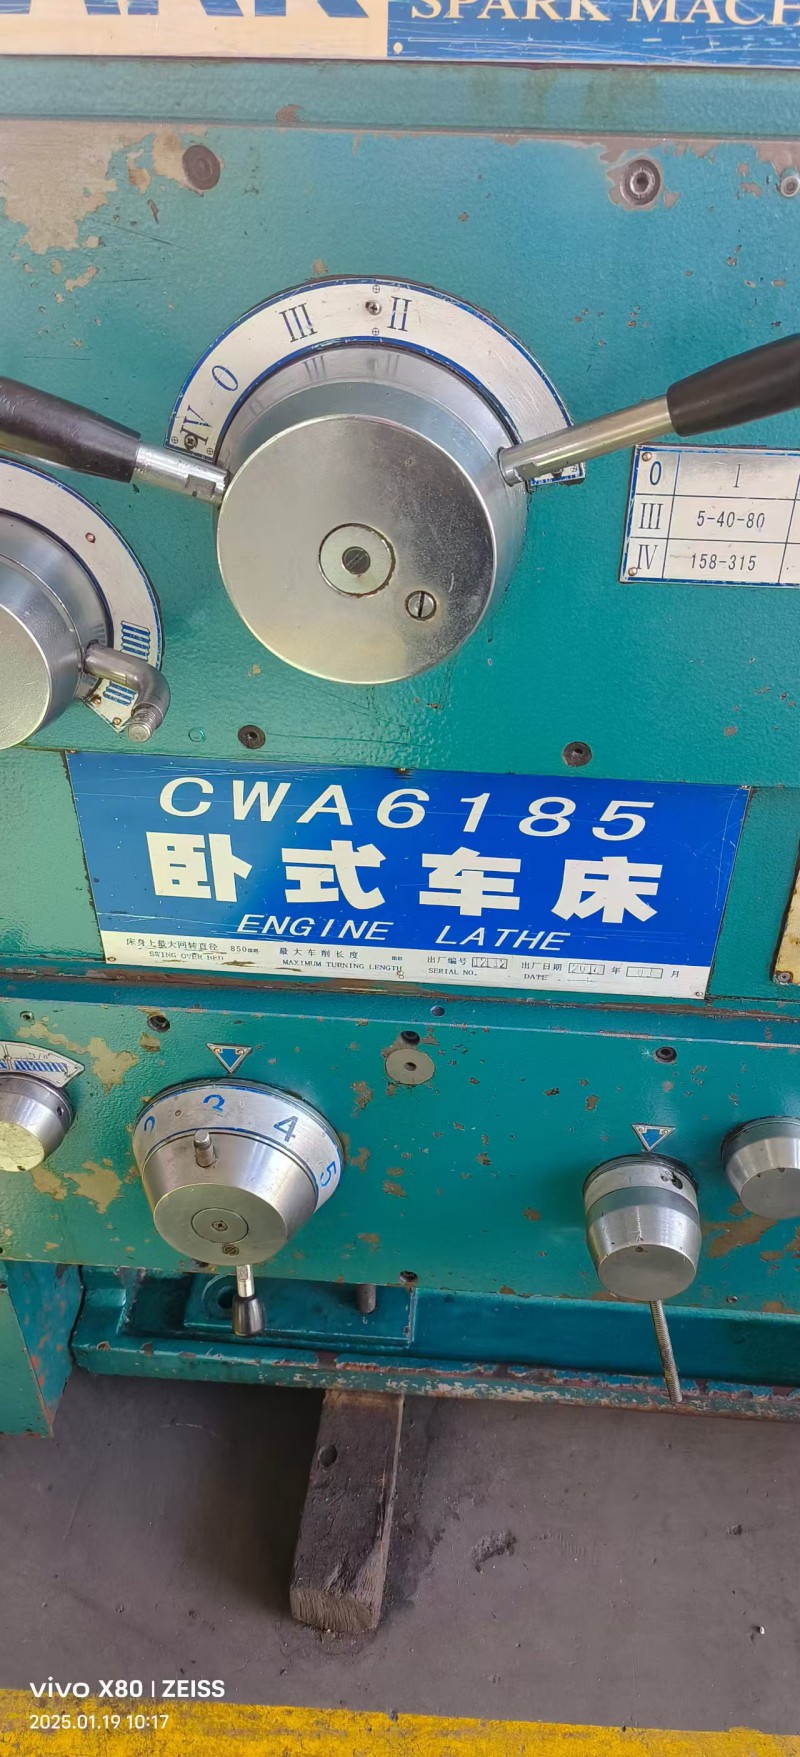 SPARK MACH
III
II
0
IV
0 I
III 5-40-80
IV 158-315
CWA6185
卧式车床
ENGINE LATHE
床身上最大回转直径 850
SWING OVER BED
最大车削长度
MAXIMUM TURNING LENGTH
出厂编号
SERIAL NO.
出厂日期 年 月
DATE
2
4
5
vivo X80 | ZEISS
2025.01.19 10:17